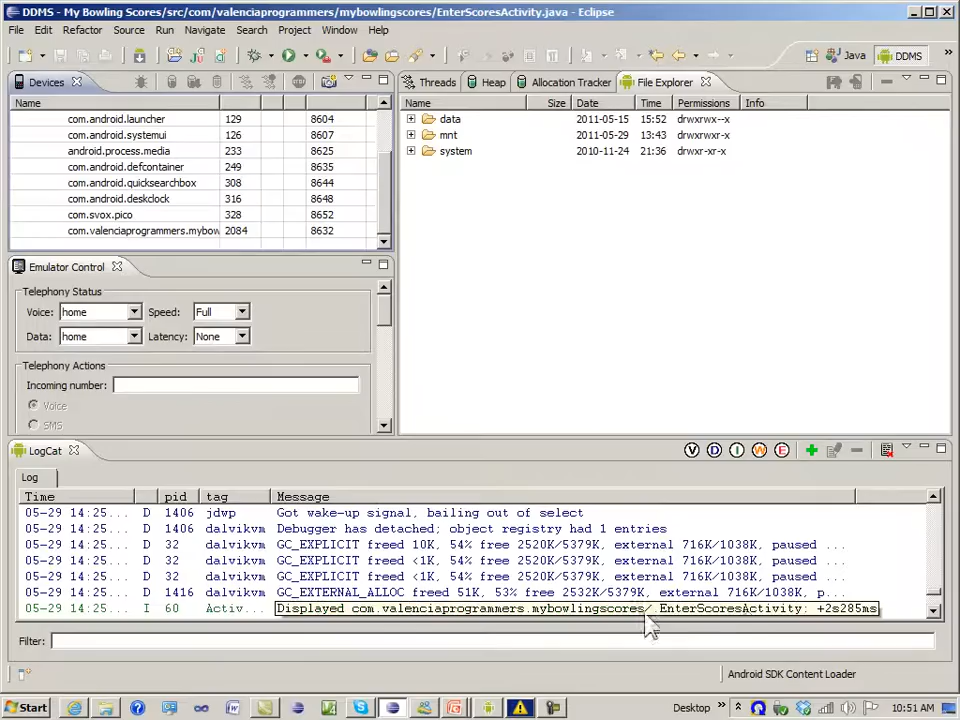 DDMS - My Bowling Scores/src/com/valenciaprogrammers/mybowlingscores/EnterScoresActivity.java - Eclipse
File Edit Refactor Source Run Navigate Search Project Window Help
Java DDMS »
Devices
Threads Heap Allocation Tracker File Explorer
Name
Name Size Date Time Permissions Info
com.android.launcher 129 8604
com.android.systemui 126 8607
android.process.media 233 8625
com.android.defcontainer 249 8635
com.android.quicksearchbox 308 8644
com.android.deskclock 316 8648
com.svox.pico 328 8652
com.valenciaprogrammers.mybow 2084 8632
data 2011-05-15 15:52 drwxrwx--x
mnt 2011-05-29 13:43 drwxrwxr-x
system 2010-11-24 21:36 drwxr-xr-x
Emulator Control
Telephony Status
Voice: home Speed: Full
Data: home Latency: None
Telephony Actions
Incoming number:
Voice
SMS
LogCat
V D I W E
Log
Time pid tag Message
05-29 14:25... D 1406 jdwp Got wake-up signal, bailing out of select
05-29 14:25... D 1406 dalvikvm Debugger has detached; object registry had 1 entries
05-29 14:25... D 32 dalvikvm GC_EXPLICIT freed 10K, 54% free 2520K/5379K, external 716K/1038K, paused ...
05-29 14:25... D 32 dalvikvm GC_EXPLICIT freed <1K, 54% free 2520K/5379K, external 716K/1038K, paused ...
05-29 14:25... D 32 dalvikvm GC_EXPLICIT freed <1K, 54% free 2520K/5379K, external 716K/1038K, paused ...
05-29 14:25... D 1416 dalvikvm GC_EXTERNAL_ALLOC freed 51K, 53% free 2532K/5379K, external 716K/1038K, p...
05-29 14:25... I 60 Activ... Displayed com.valenciaprogrammers.mybowlingscores/.EnterScoresActivity: +2s285ms
Filter:
Android SDK Content Loader
Start Desktop » 10:51 AM